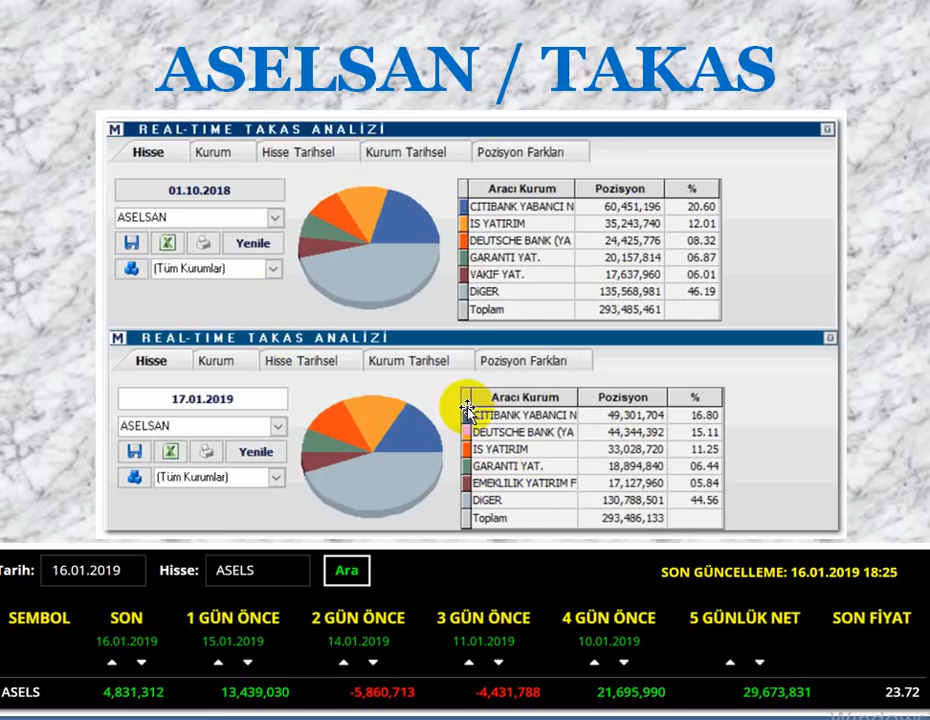 ASELSAN / TAKAS
M REAL-TIME TAKAS ANALİZİ
Hisse Kurum Hisse Tarihsel Kurum Tarihsel Pozisyon Farkları
01.10.2018
ASELSAN
Yenile
(Tüm Kurumlar)
Aracı Kurum Pozisyon %
CITIBANK YABANCI N 60,451,196 20.60
IS YATIRIM 35,243,740 12.01
DEUTSCHE BANK (YA 24,425,776 08.32
GARANTI YAT. 20,157,814 06.87
VAKIF YAT. 17,637,960 06.01
DiGER 135,568,981 46.19
Toplam 293,485,461
M REAL-TIME TAKAS ANALİZİ
Hisse Kurum Hisse Tarihsel Kurum Tarihsel Pozisyon Farkları
17.01.2019
ASELSAN
Yenile
(Tüm Kurumlar)
Aracı Kurum Pozisyon %
CITIBANK YABANCI N 49,301,704 16.80
DEUTSCHE BANK (YA 44,344,392 15.11
IS YATIRIM 33,028,720 11.25
GARANTI YAT. 18,894,840 06.44
EMEKLILIK YATIRIM F 17,127,960 05.84
DiGER 130,788,501 44.56
Toplam 293,486,133
Tarih: 16.01.2019 Hisse: ASELS Ara SON GÜNCELLEME: 16.01.2019 18:25
SEMBOL SON 1 GÜN ÖNCE 2 GÜN ÖNCE 3 GÜN ÖNCE 4 GÜN ÖNCE 5 GÜNLÜK NET SON FİYAT
16.01.2019 15.01.2019 14.01.2019 11.01.2019 10.01.2019
ASELS 4,831,312 13,439,030 -5,860,713 -4,431,788 21,695,990 29,673,831 23.72